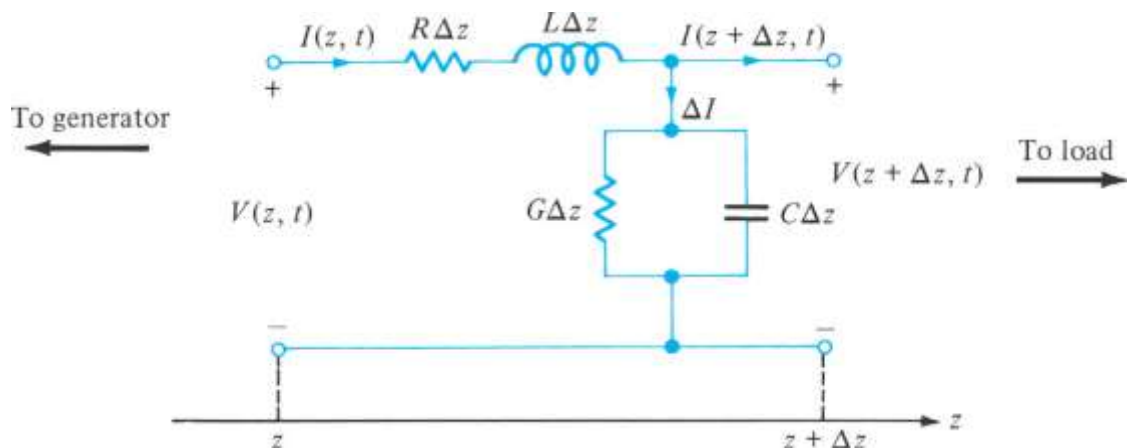 I(z, t) RΔz LΔz I(z + Δz, t)
+ +
To generator ΔI To load
V(z, t) GΔz CΔz V(z + Δz, t)
− −
z z + Δz z